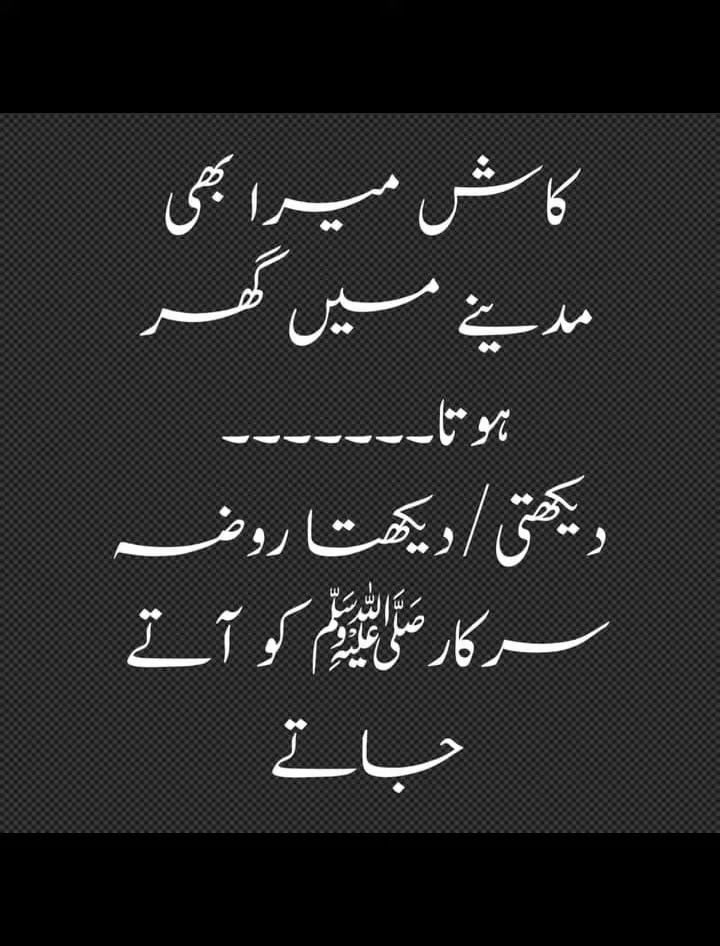 کاش میرا بھی
مدینے میں گھر
ہوتا۔۔۔۔۔۔۔
دیکھتی/دیکھتا روضہ
سرکار ﷺ کو آتے
جاتے